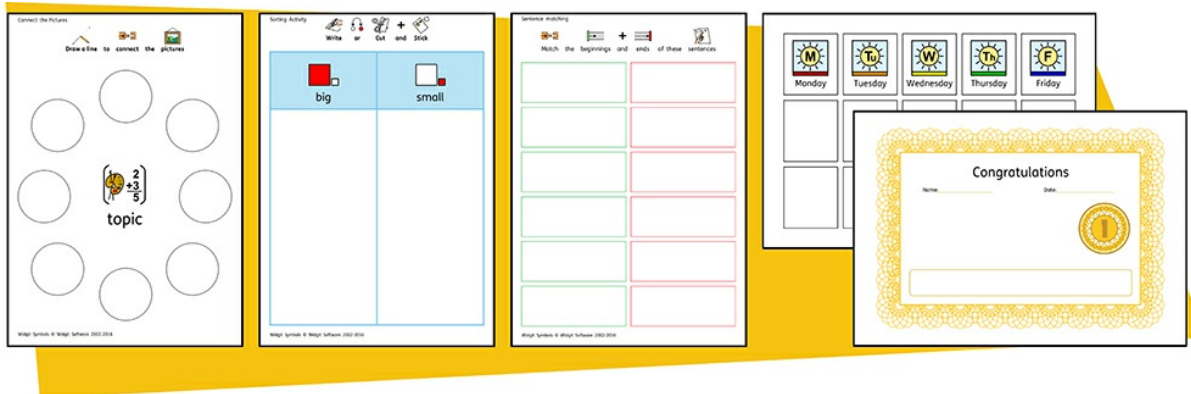 Connect the Pictures
Draw a line to connect the pictures
2
+3
5
topic
Widgit Symbols © Widgit Software 2002-2016
Sorting Activity
Write or Cut and Stick
big small
Widgit Symbols © Widgit Software 2002-2016
Sentence matching
Match the beginnings and ends of these sentences
Widgit Symbols © Widgit Software 2002-2016
M Tu W Th F
Monday Tuesday Wednesday Thursday Friday
Congratulations
Name: Date:
1